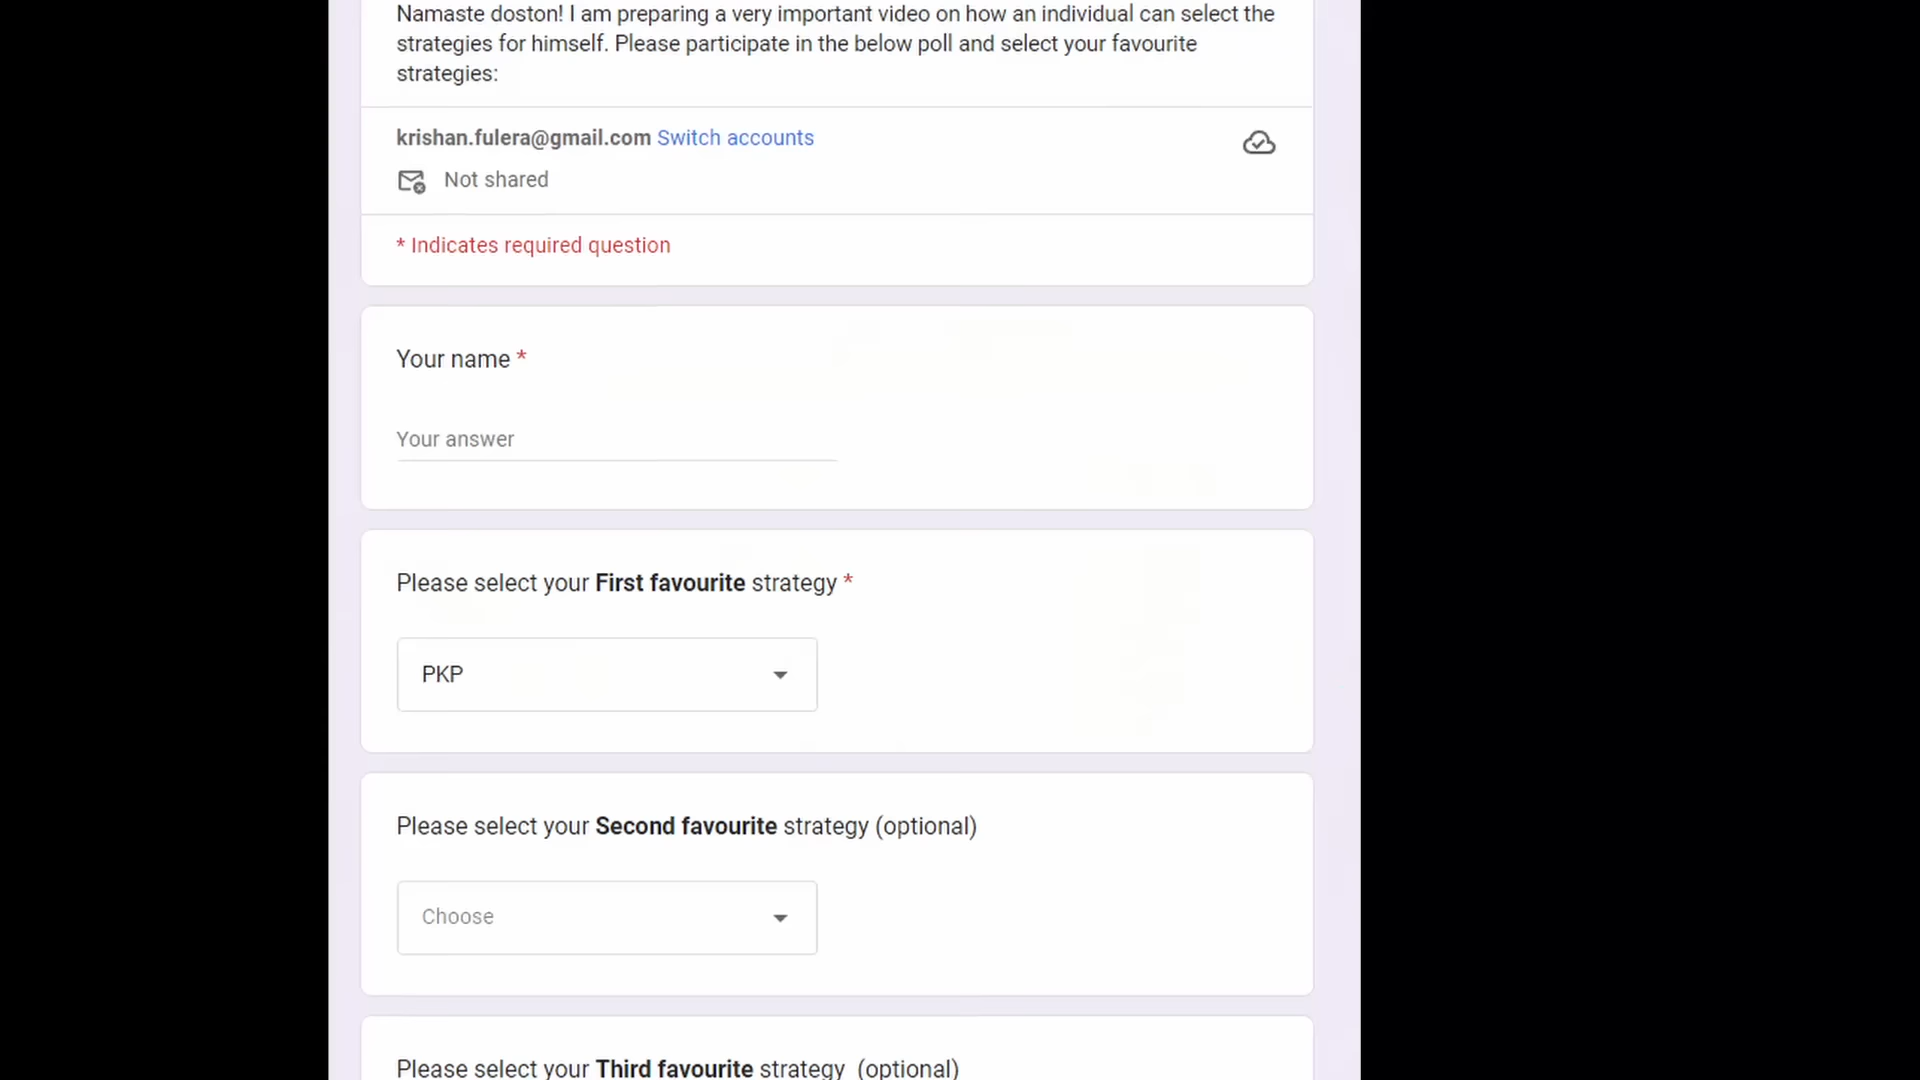 Namaste doston! I am preparing a very important video on how an individual can select the
strategies for himself. Please participate in the below poll and select your favourite
strategies:
krishan.fulera@gmail.com Switch accounts
Not shared
* Indicates required question
Your name *
Your answer
Please select your First favourite strategy *
PKP
Please select your Second favourite strategy (optional)
Choose
Please select your Third favourite strategy (optional)